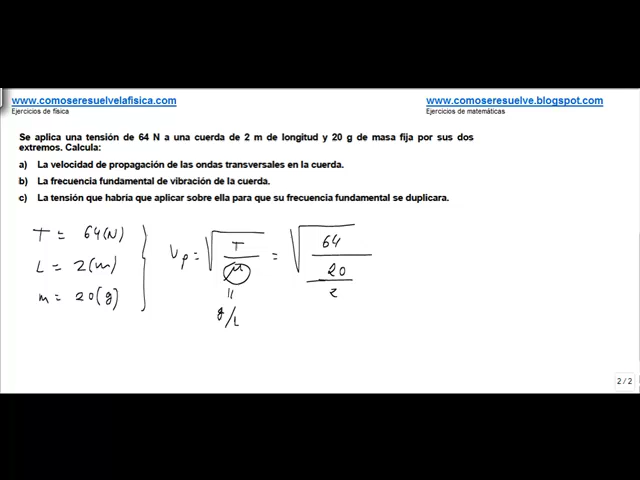 www.comoseresuelvelafisica.com
Ejercicios de física
www.comoseresuelve.blogspot.com
Ejercicios de matemáticas
Se aplica una tensión de 64 N a una cuerda de 2 m de longitud y 20 g de masa fija por sus dos
extremos. Calcula:
a) La velocidad de propagación de las ondas transversales en la cuerda.
b) La frecuencia fundamental de vibración de la cuerda.
c) La tensión que habría que aplicar sobre ella para que su frecuencia fundamental se duplicara.
T = 64 (N)
L = 2 (m)
m = 20 (g)
Vp = √(T / μ) = √(64 / (20 / 2))
=
g/L
2 / 2